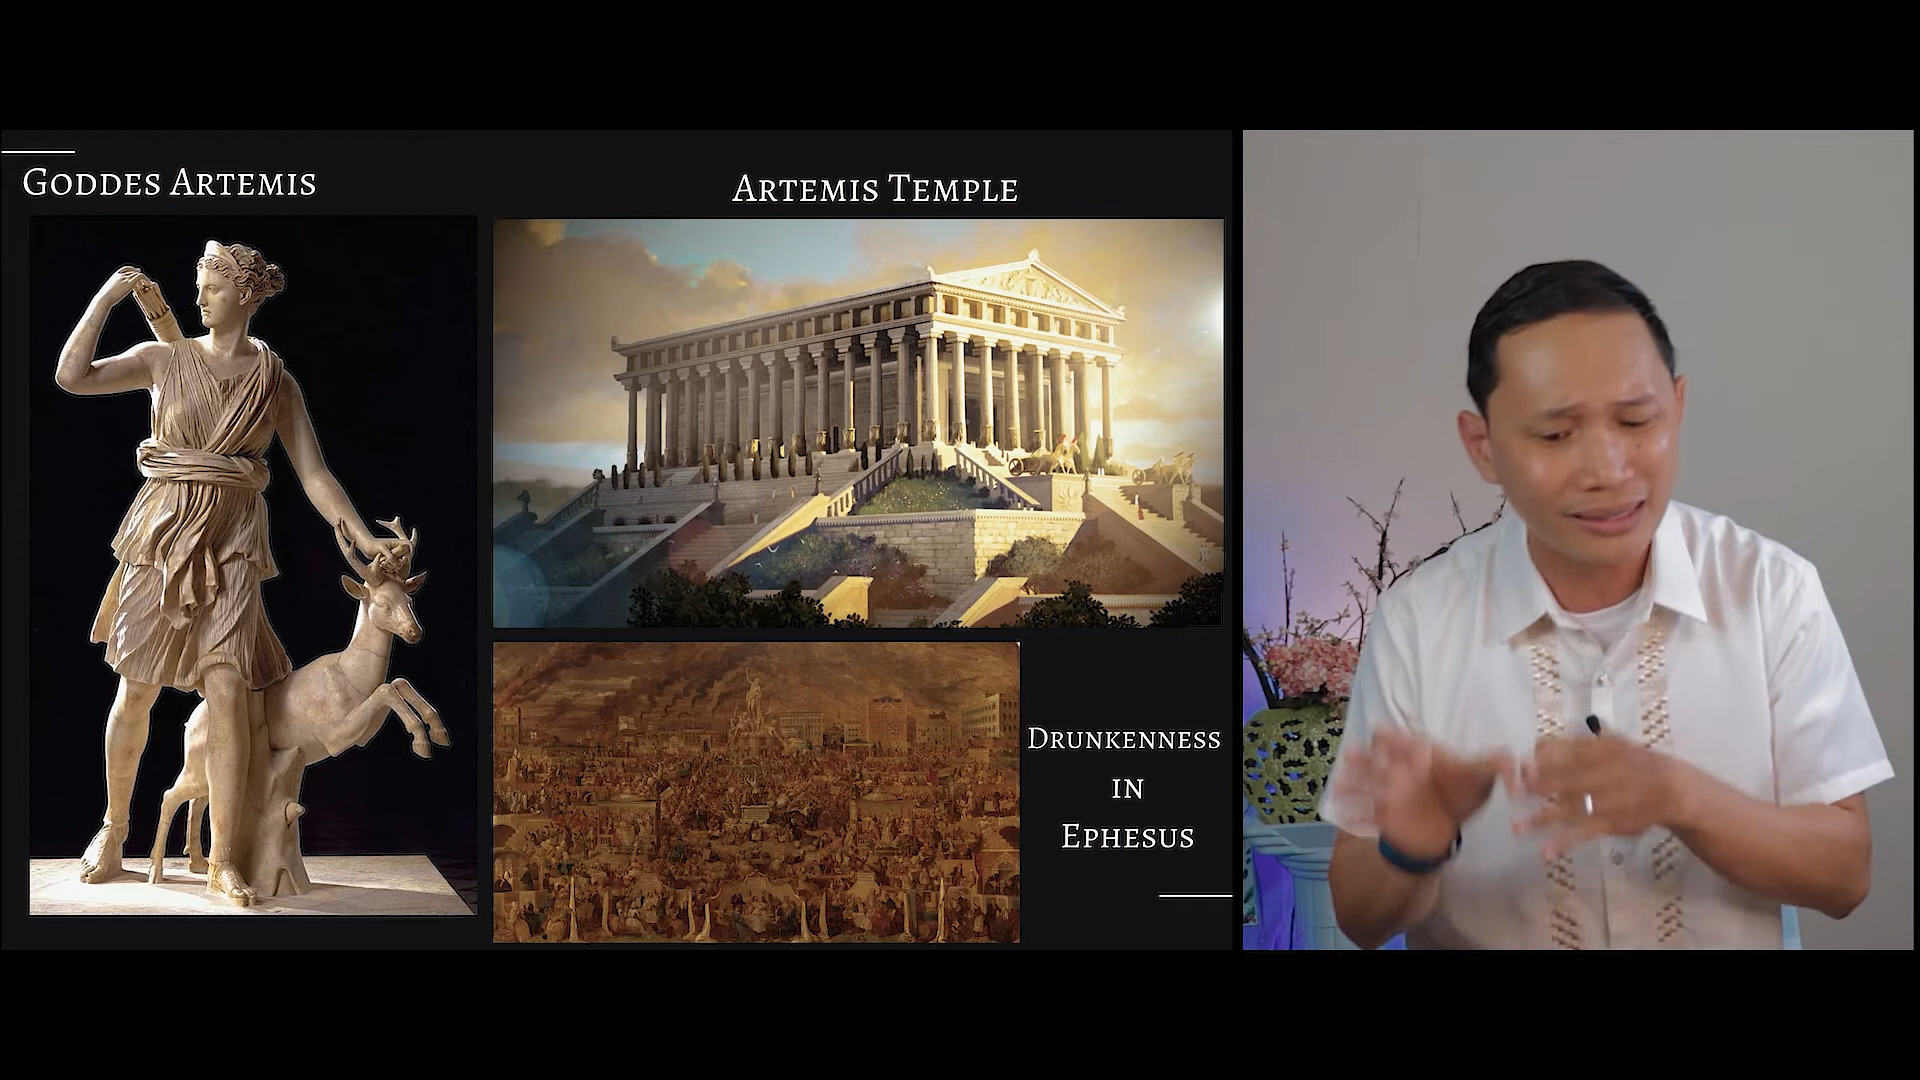 Goddes Artemis
Artemis Temple
Drunkenness
in
Ephesus